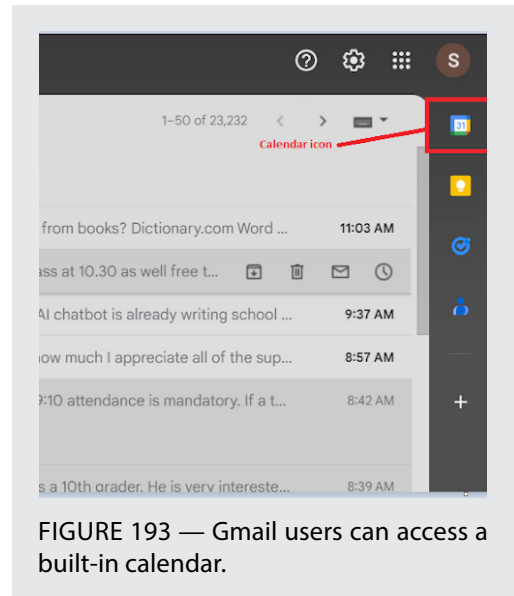 S
1–50 of 23,232
31
Calendar icon
from books? Dictionary.com Word ... 11:03 AM
ass at 10.30 as well free t...
AI chatbot is already writing school ... 9:37 AM
how much I appreciate all of the sup... 8:57 AM
9:10 attendance is mandatory. If a t... 8:42 AM
s a 10th grader. He is very intereste... 8:39 AM
FIGURE 193 — Gmail users can access a
built-in calendar.